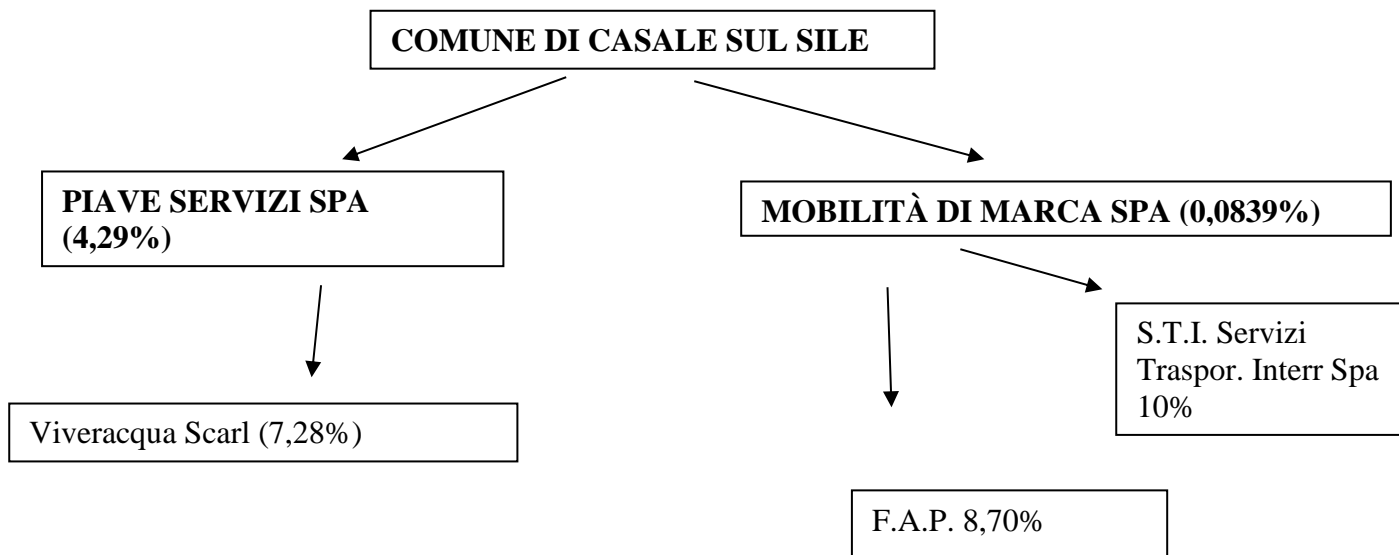 COMUNE DI CASALE SUL SILE
PIAVE SERVIZI SPA
(4,29%)
MOBILITÀ DI MARCA SPA (0,0839%)
S.T.I. Servizi
Traspor. Interr Spa
10%
Viveracqua Scarl (7,28%)
F.A.P. 8,70%